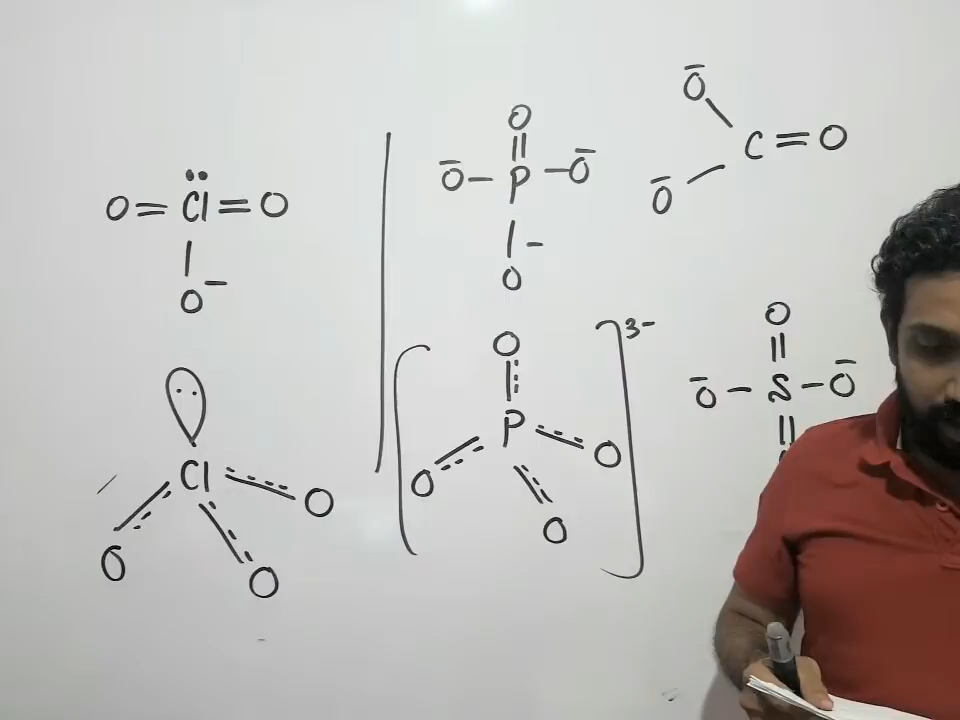 O = C̈l = O
|
O⁻
Cl
O
O
O
O
||
Ō – P – Ō
| –
O
O
P
O
O
O
3–
Ō
C = O
Ō
O
||
Ō – S – Ō
||